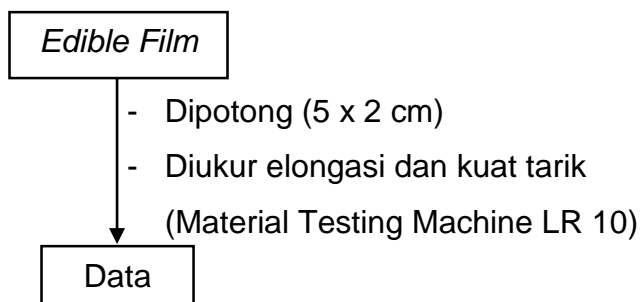 Edible Film
- Dipotong (5 x 2 cm)
- Diukur elongasi dan kuat tarik
(Material Testing Machine LR 10)
Data